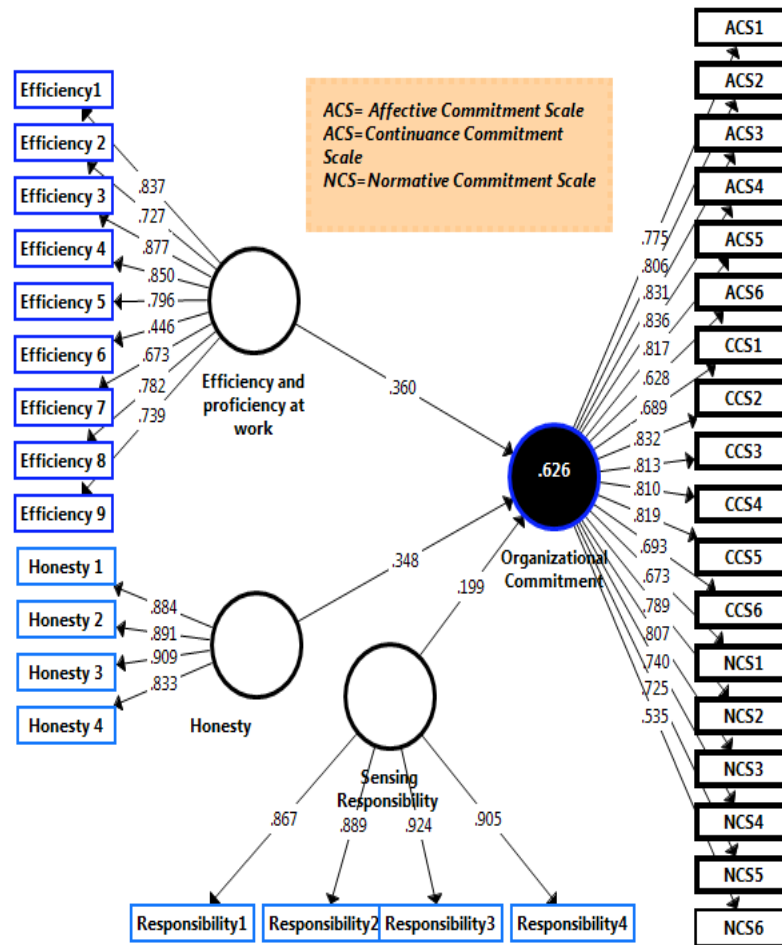 ACS= Affective Commitment Scale
ACS=Continuance Commitment
Scale
NCS=Normative Commitment Scale
Efficiency1
Efficiency 2
Efficiency 3
Efficiency 4
Efficiency 5
Efficiency 6
Efficiency 7
Efficiency 8
Efficiency 9
.837
.727
.877
.850
.796
.446
.673
.782
.739
Efficiency and
proficiency at
work
.360
Honesty 1
Honesty 2
Honesty 3
Honesty 4
.884
.891
.909
.833
Honesty
.348
Sensing
Responsibility
.199
.867
.889
.924
.905
Responsibility1
Responsibility2
Responsibility3
Responsibility4
.626
Organizational
Commitment
.775
.806
.831
.836
.817
.628
.689
.832
.813
.810
.819
.693
.673
.789
.807
.740
.725
.535
ACS1
ACS2
ACS3
ACS4
ACS5
ACS6
CCS1
CCS2
CCS3
CCS4
CCS5
CCS6
NCS1
NCS2
NCS3
NCS4
NCS5
NCS6